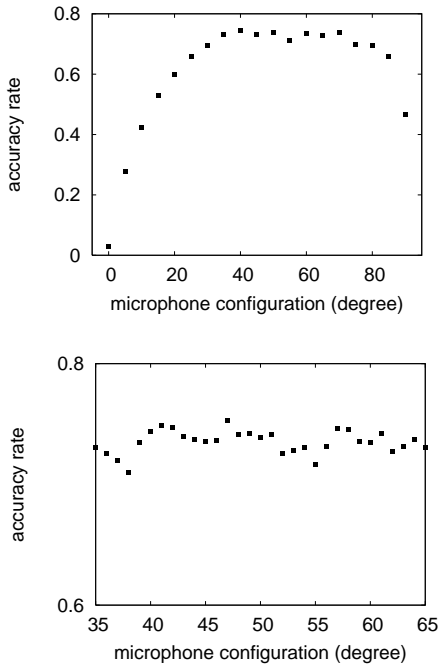 0.8
0.6
0.4
0.2
0
accuracy rate
0 20 40 60 80
microphone configuration (degree)
0.8
0.6
accuracy rate
35 40 45 50 55 60 65
microphone configuration (degree)